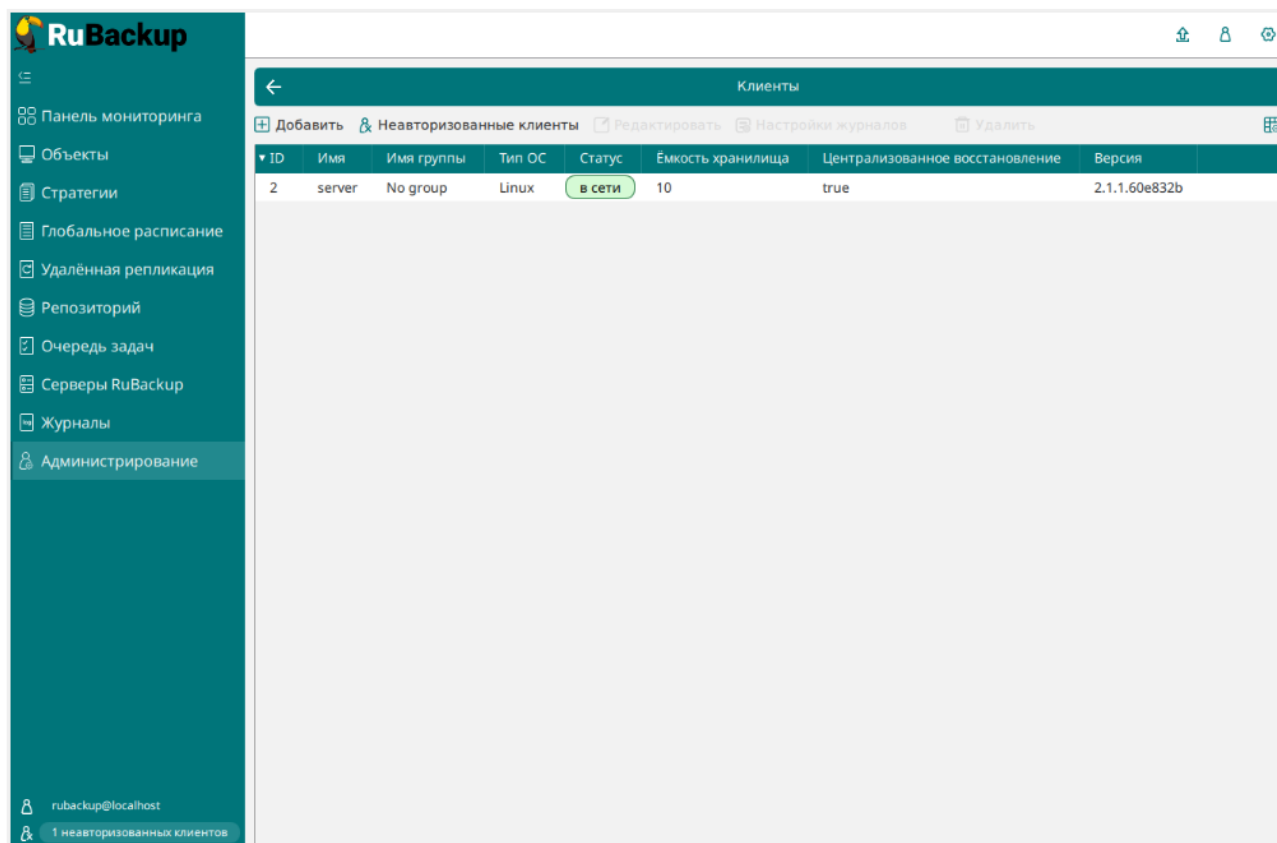 RuBackup
Клиенты
Панель мониторинга
Объекты
Стратегии
Глобальное расписание
Удалённая репликация
Репозиторий
Очередь задач
Серверы RuBackup
Журналы
Администрирование
Добавить Неавторизованные клиенты Редактировать Настройки журналов Удалить
ID Имя Имя группы Тип ОС Статус Ёмкость хранилища Централизованное восстановление Версия
2 server No group Linux в сети 10 true 2.1.1.60e832b
rubackup@localhost
1 неавторизованных клиентов